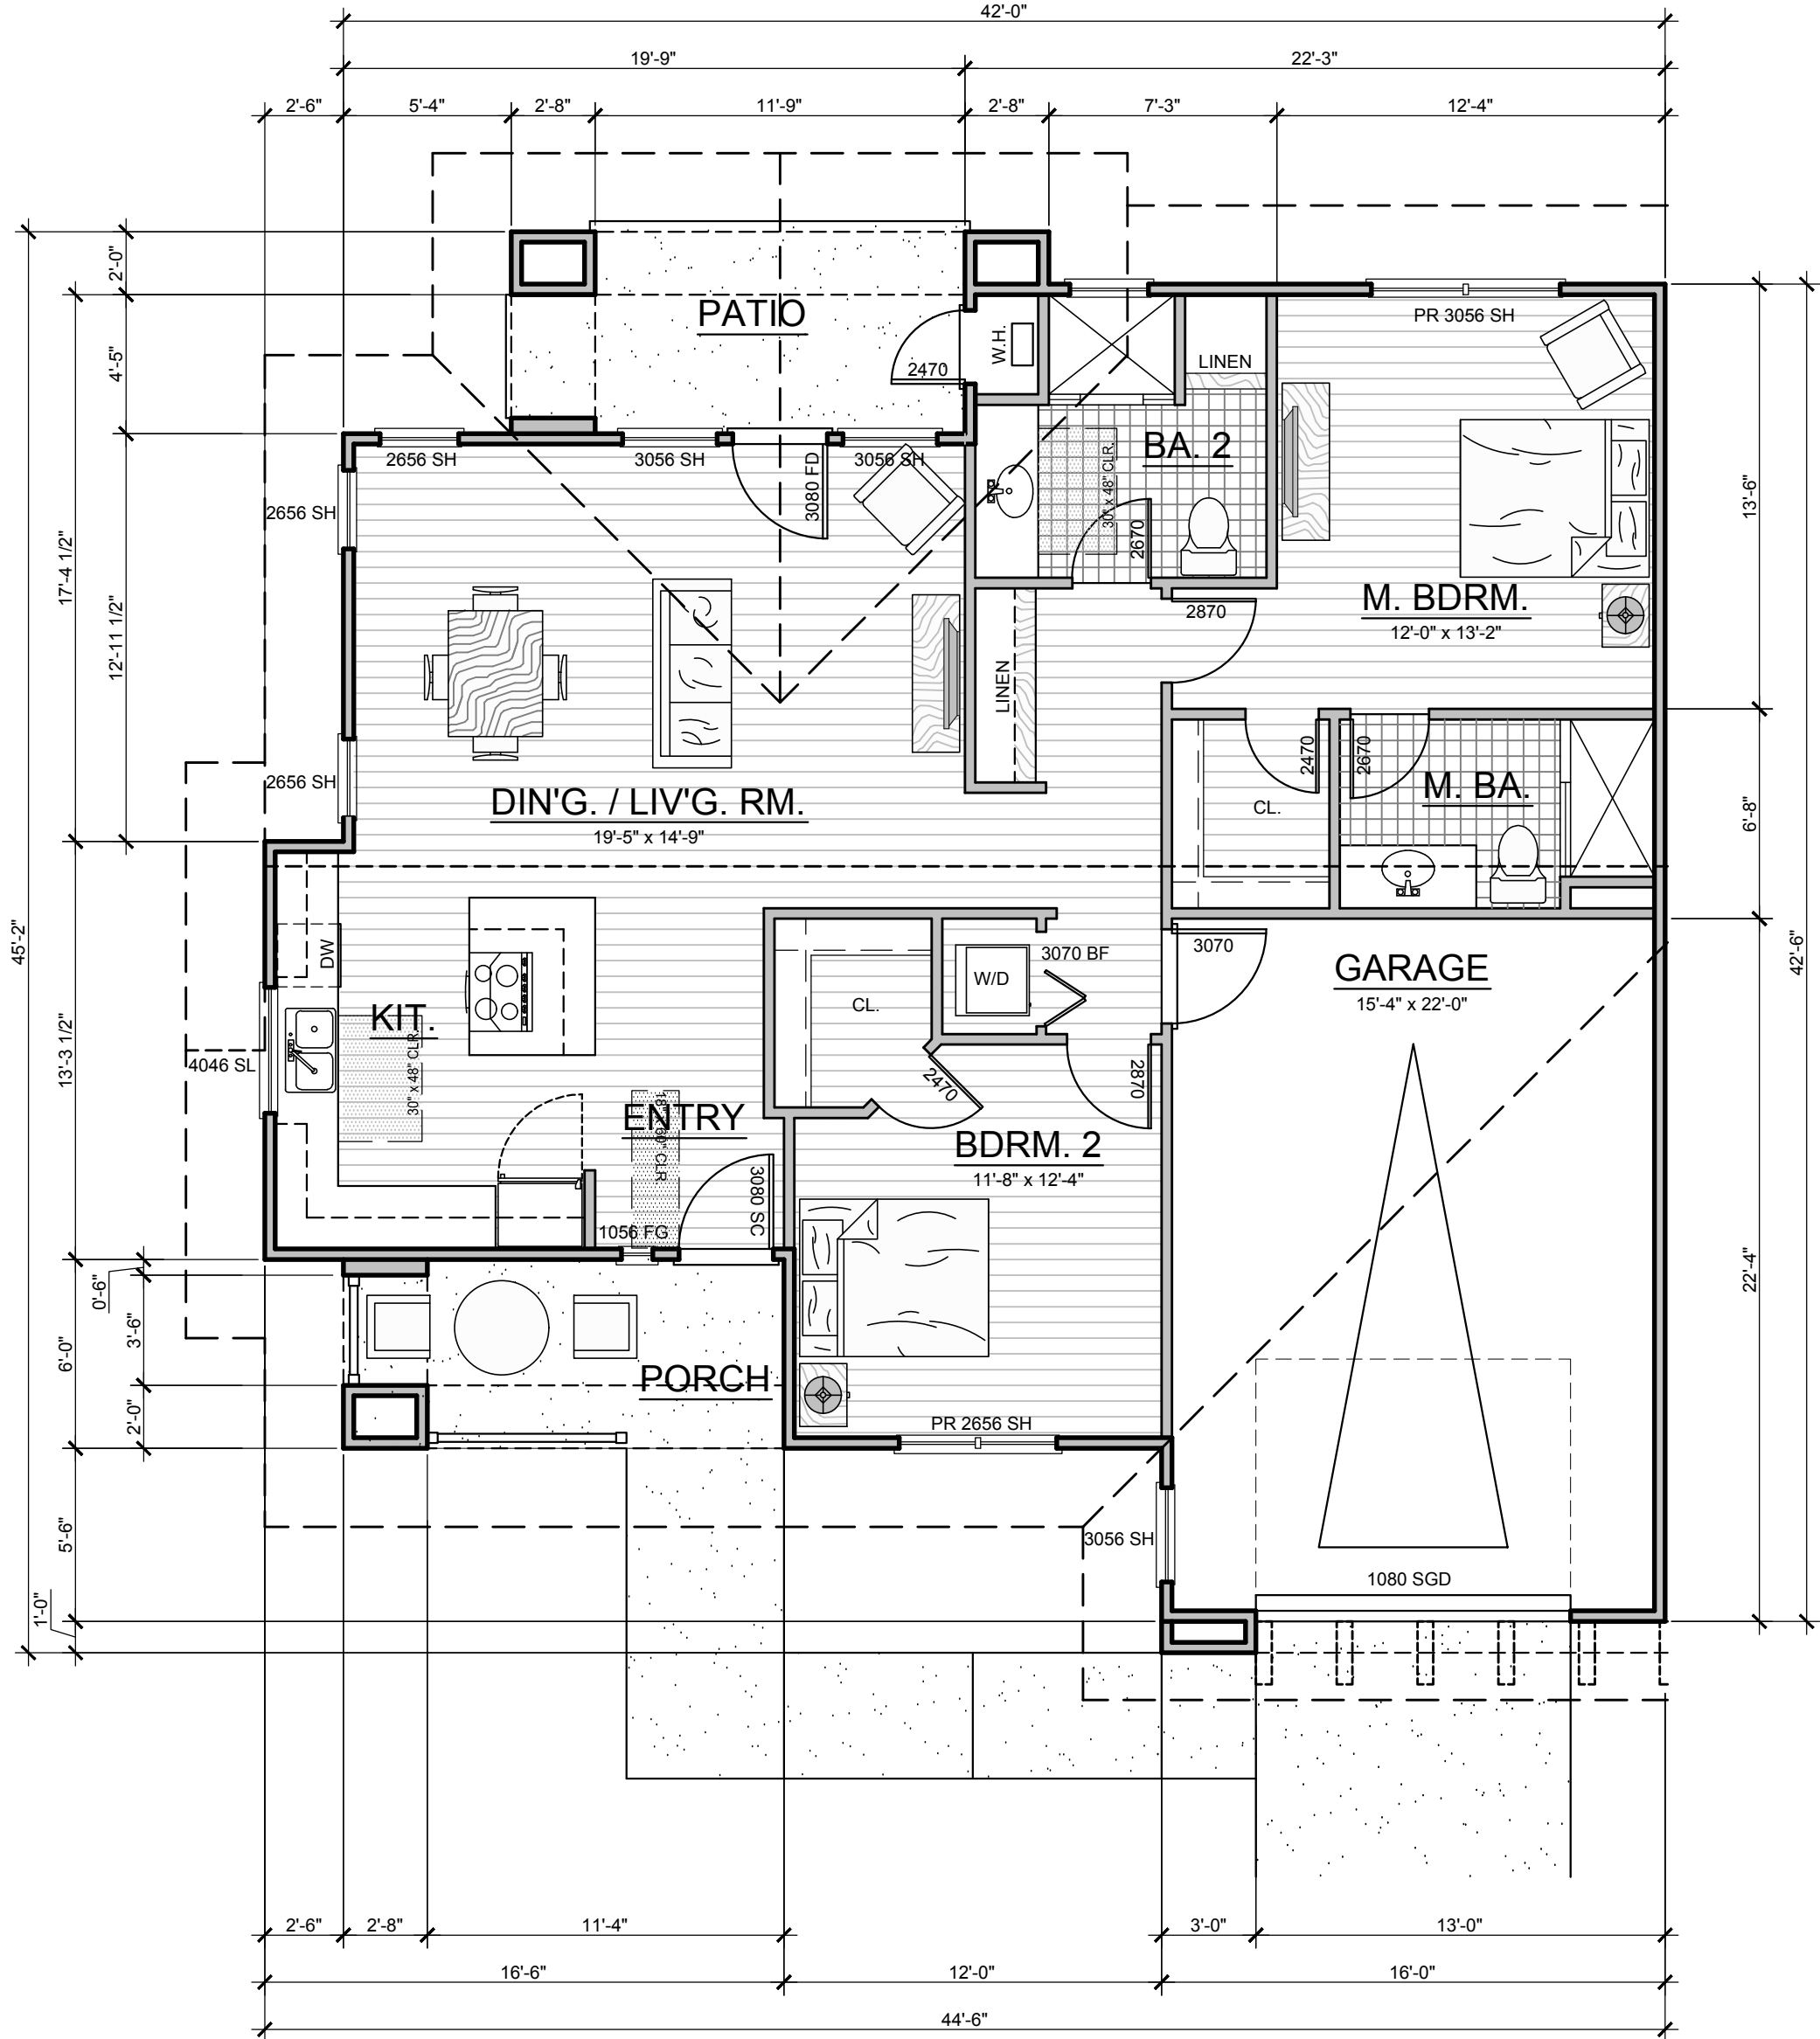 42'-0"
19'-9"
22'-3"
2'-6"
5'-4"
2'-8"
11'-9"
2'-8"
7'-3"
12'-4"
2'-0"
4'-5"
17'-4 1/2"
12'-11 1/2"
45'-2"
13'-3 1/2"
0'-6"
3'-6"
6'-0"
2'-0"
5'-6"
1'-0"
PATIO
2470
W.H.
LINEN
PR 3056 SH
2656 SH
3056 SH
3056 SH
3080 FD
2656 SH
BA. 2
30" x 48" CLR.
2670
M. BDRM.
12'-0" x 13'-2"
2870
LINEN
2656 SH
DIN'G. / LIV'G. RM.
19'-5" x 14'-9"
2470
2670
CL.
M. BA.
DW
KIT.
30" x 48" CLR.
4046 SL
CL.
W/D
3070 BF
3070
GARAGE
15'-4" x 22'-0"
2470
2870
ENTRY
18" x 60" CLR
3080 SC
1056 FG
BDRM. 2
11'-8" x 12'-4"
PORCH
PR 2656 SH
3056 SH
1080 SGD
13'-6"
6'-8"
42'-6"
22'-4"
2'-6"
2'-8"
11'-4"
3'-0"
13'-0"
16'-6"
12'-0"
16'-0"
44'-6"